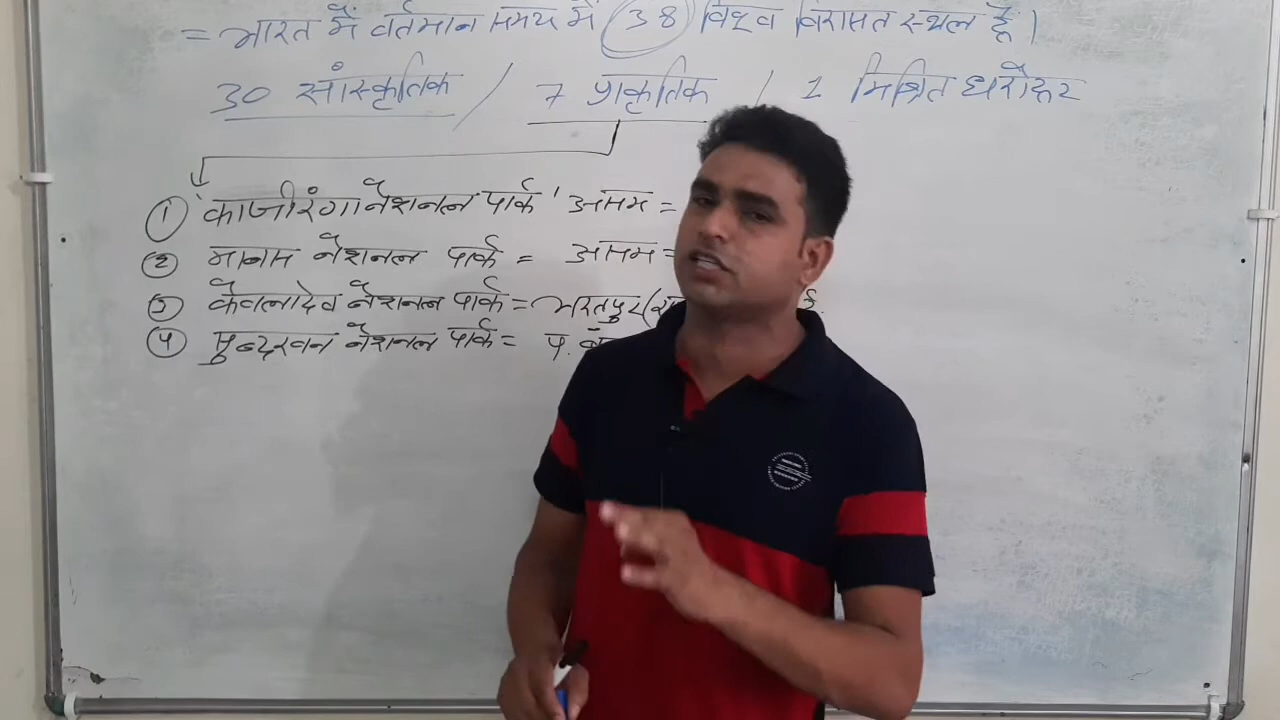 = भारत में वर्तमान समय में 38 विश्व विरासत स्थल हैं।
30 सांस्कृतिक / 7 प्राकृतिक / 1 मिश्रित धरोहर
① काजीरंगा नेशनल पार्क' असम =
② मानस नेशनल पार्क = असम =
③ केवलादेव नेशनल पार्क = भरतपुर (
④ सुन्दरवन नेशनल पार्क = प.